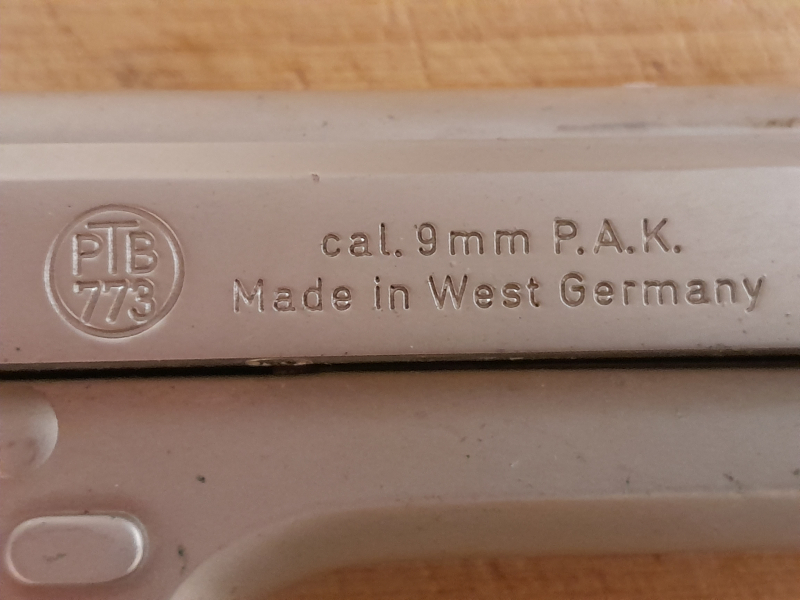 PTB
773
cal. 9mm P.A.K.
Made in West Germany